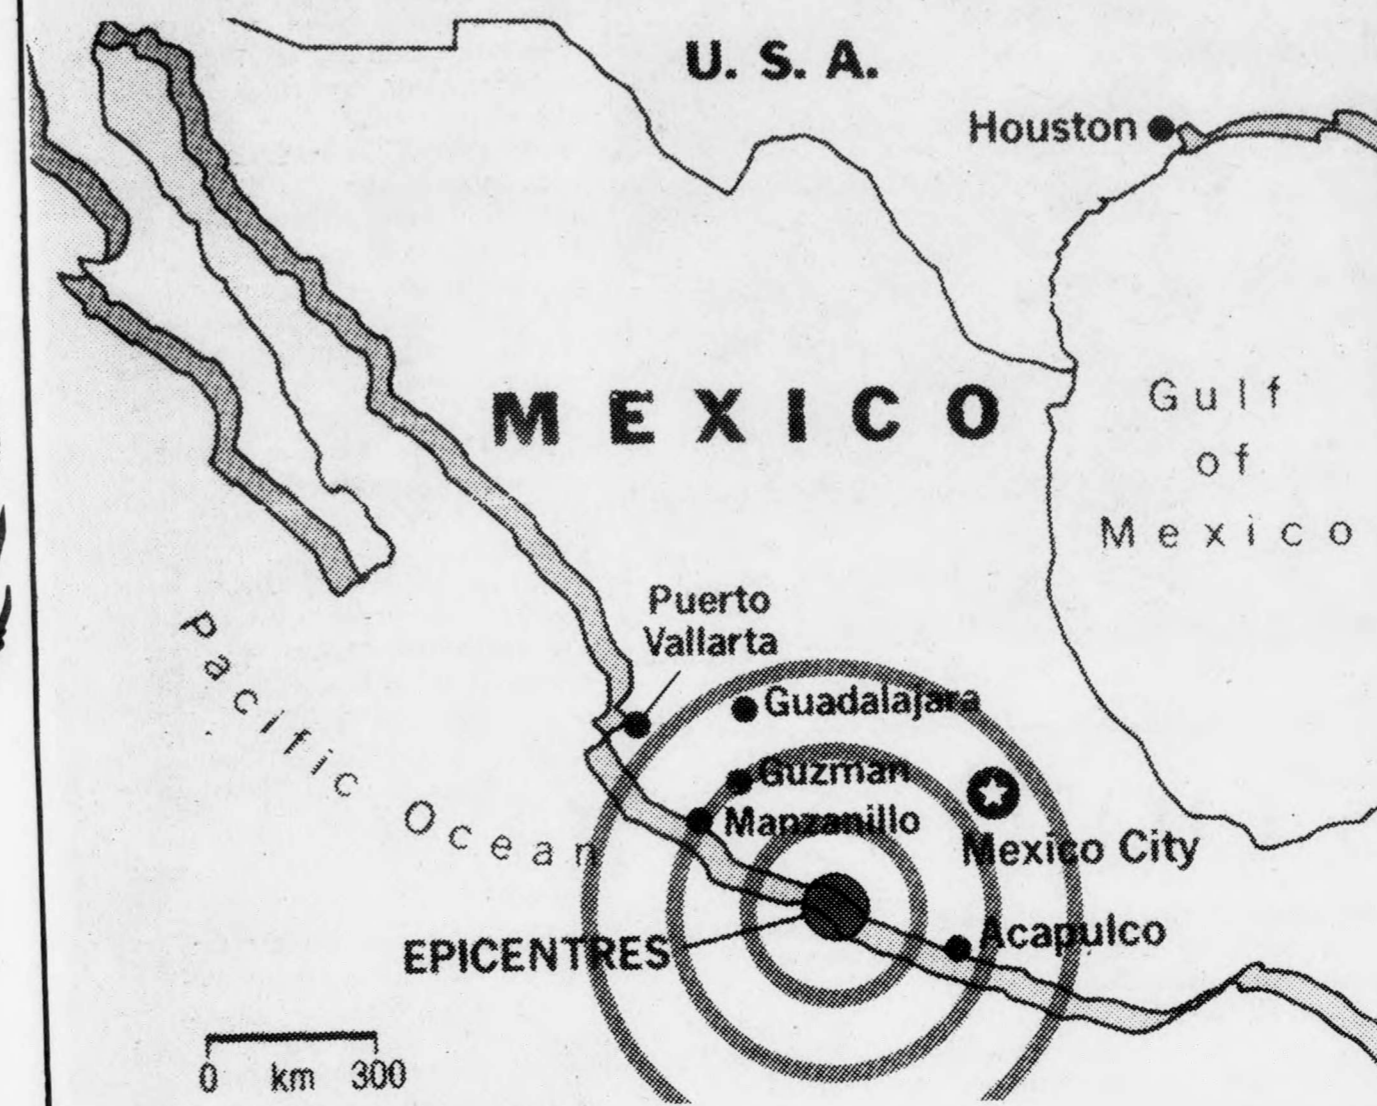 U. S. A.
Houston
MEXICO
Gulf
of
Mexico
Puerto
Vallarta
Guadalajara
Guzman
Manzanillo
Mexico City
Pacific Ocean
Acapulco
EPICENTRES
0 km 300